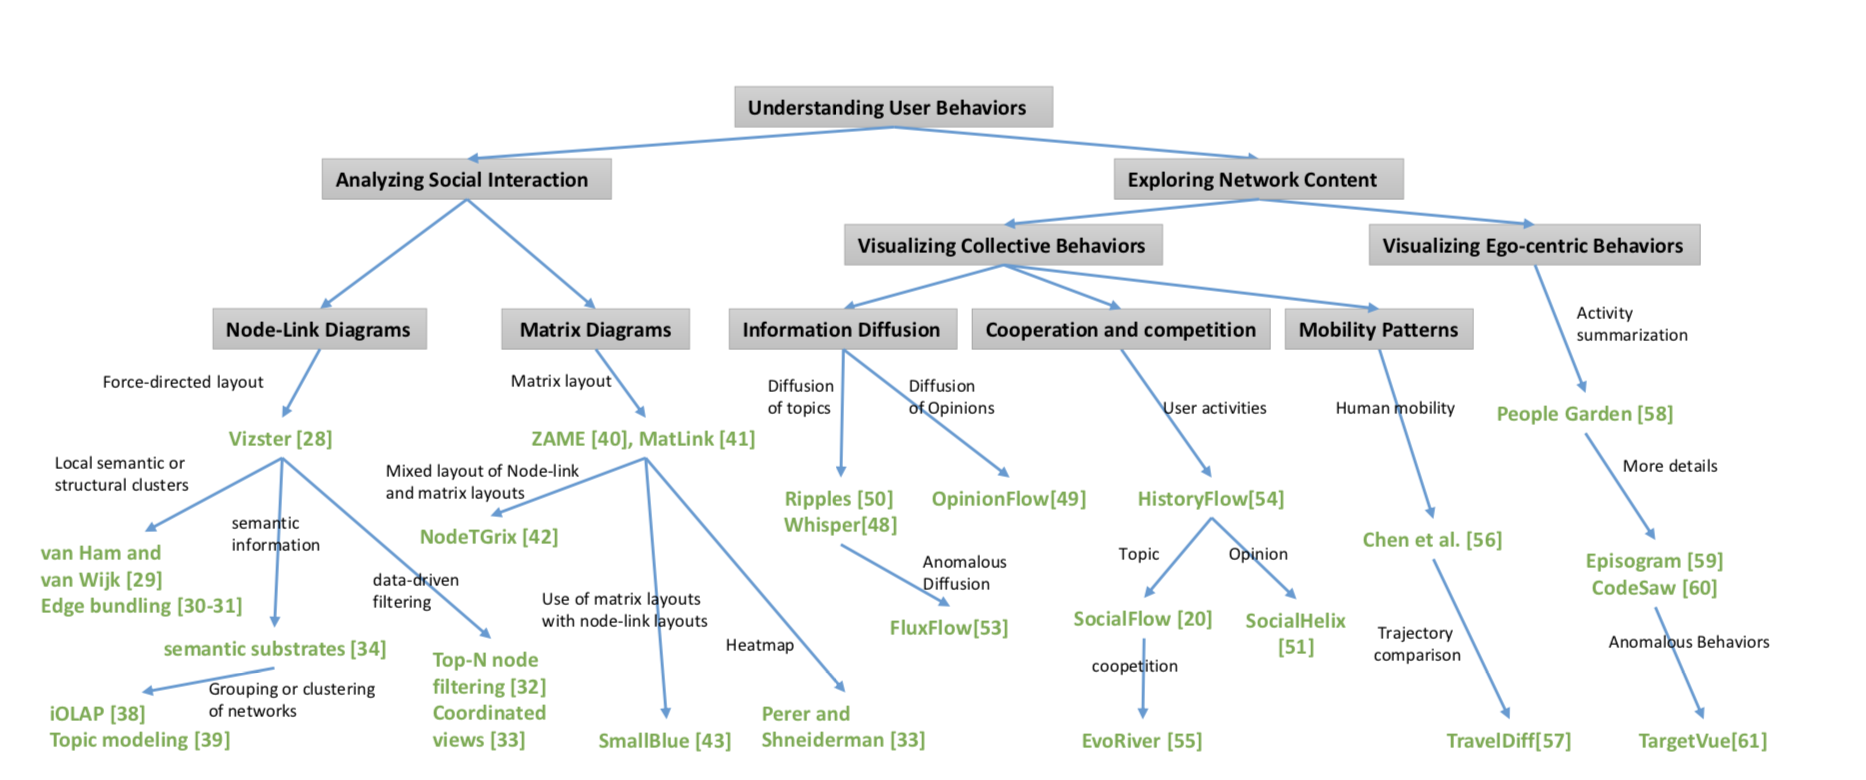 Understanding User Behaviors
Analyzing Social Interaction
Exploring Network Content
Visualizing Collective Behaviors
Visualizing Ego-centric Behaviors
Node-Link Diagrams
Matrix Diagrams
Information Diffusion
Cooperation and competition
Mobility Patterns
Activity
summarization
Force-directed layout
Matrix layout
Diffusion
of topics
Diffusion
of Opinions
User activities
Human mobility
People Garden [58]
Vizster [28]
ZAME [40], MatLink [41]
Local semantic or
structural clusters
Mixed layout of Node-link
and matrix layouts
More details
Ripples [50]
Whisper[48]
OpinionFlow[49]
HistoryFlow[54]
semantic
information
NodeTGrix [42]
Chen et al. [56]
van Ham and
van Wijk [29]
Edge bundling [30-31]
data-driven
filtering
Anomalous
Diffusion
Topic
Opinion
Episogram [59]
CodeSaw [60]
Use of matrix layouts
with node-link layouts
FluxFlow[53]
SocialFlow [20]
SocialHelix
[51]
Heatmap
semantic substrates [34]
Trajectory
comparison
Anomalous Behaviors
coopetition
Top-N node
filtering [32]
Coordinated
views [33]
Grouping or clustering
of networks
iOLAP [38]
Topic modeling [39]
SmallBlue [43]
Perer and
Shneiderman [33]
EvoRiver [55]
TravelDiff[57]
TargetVue[61]